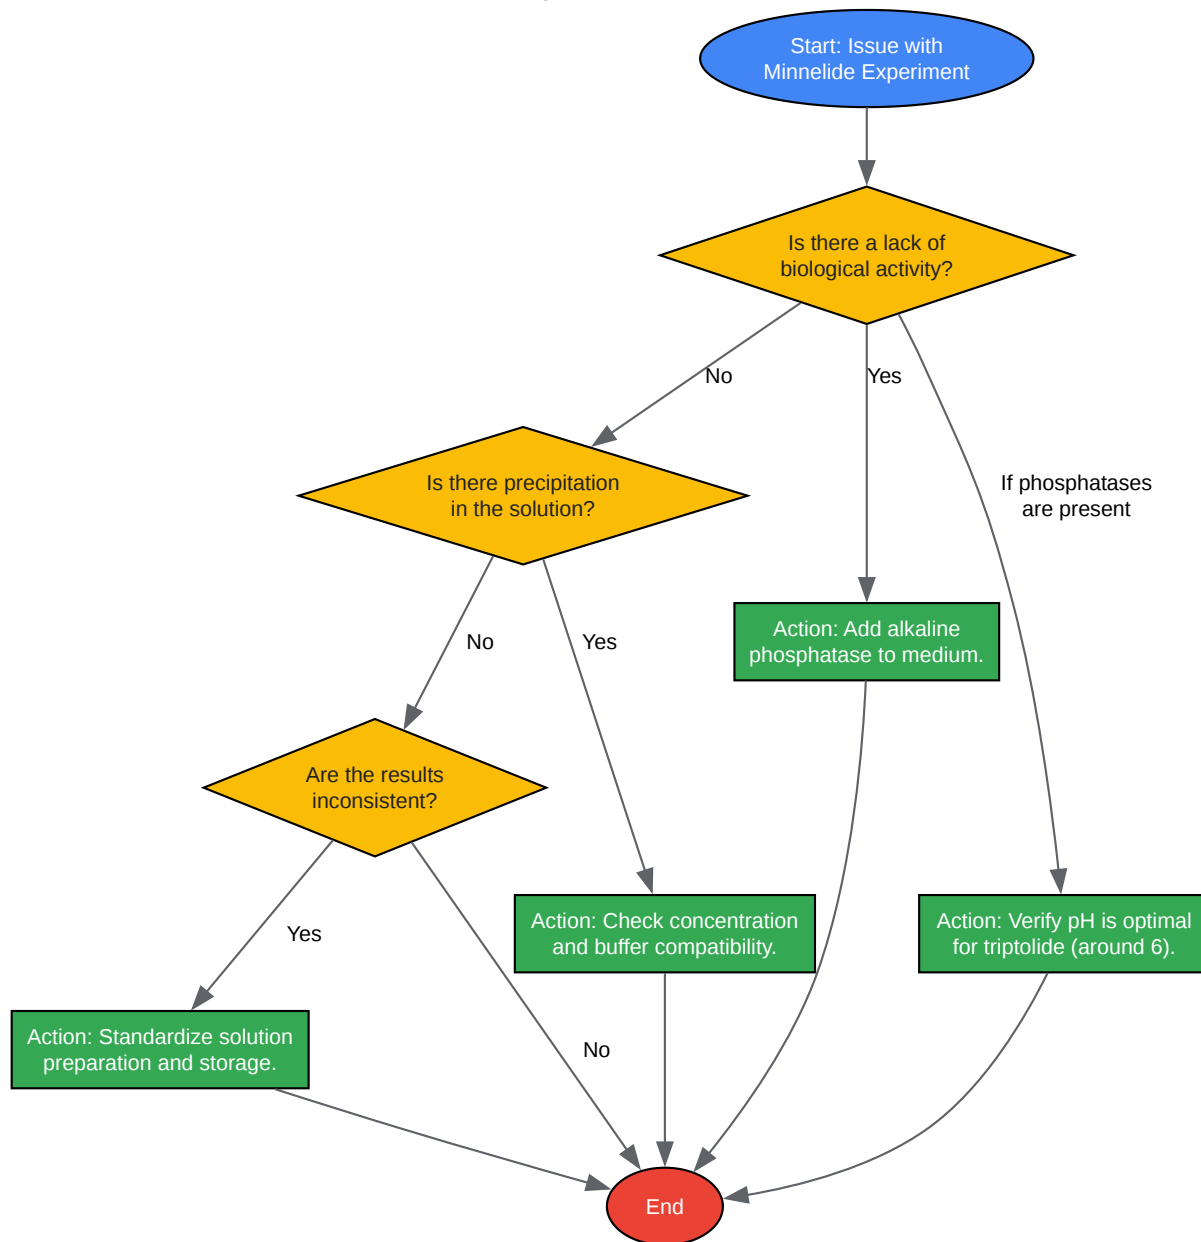 Start: Issue with
Minnelide Experiment
Is there a lack of
biological activity?
No
Yes
If phosphatases
are present
Is there precipitation
in the solution?
No
Yes
Action: Add alkaline
phosphatase to medium.
Are the results
inconsistent?
Yes
No
Action: Check concentration
and buffer compatibility.
Action: Verify pH is optimal
for triptolide (around 6).
Action: Standardize solution
preparation and storage.
End